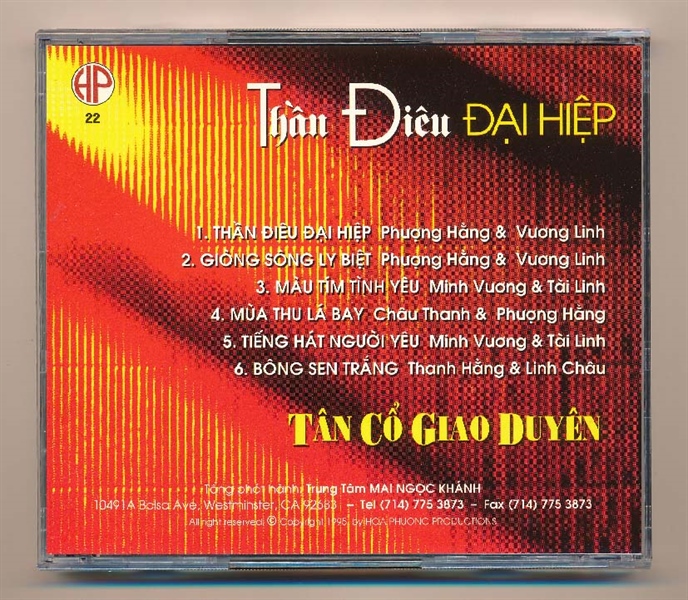 HP
22
Thần Điêu ĐẠI HIỆP
1. THẦN ĐIÊU ĐẠI HIỆP Phượng Hằng & Vương Linh
2. GIÒNG SÔNG LY BIỆT Phượng Hằng & Vương Linh
3. MÀU TÍM TÌNH YÊU Minh Vương & Tài Linh
4. MÙA THU LÁ BAY Châu Thanh & Phượng Hằng
5. TIẾNG HÁT NGƯỜI YÊU Minh Vương & Tài Linh
6. BÔNG SEN TRẮNG Thanh Hằng & Linh Châu
TÂN CỔ GIAO DUYÊN
Tổng phát hành: Trung Tâm MAI NGỌC KHÁNH
10491A Bolsa Ave, Westminster, CA 92683 – Tel (714) 775 3873 – Fax (714) 775 3873
All right reserved. © Copyright 1995, by HOA PHUONG PRODUCTIONS